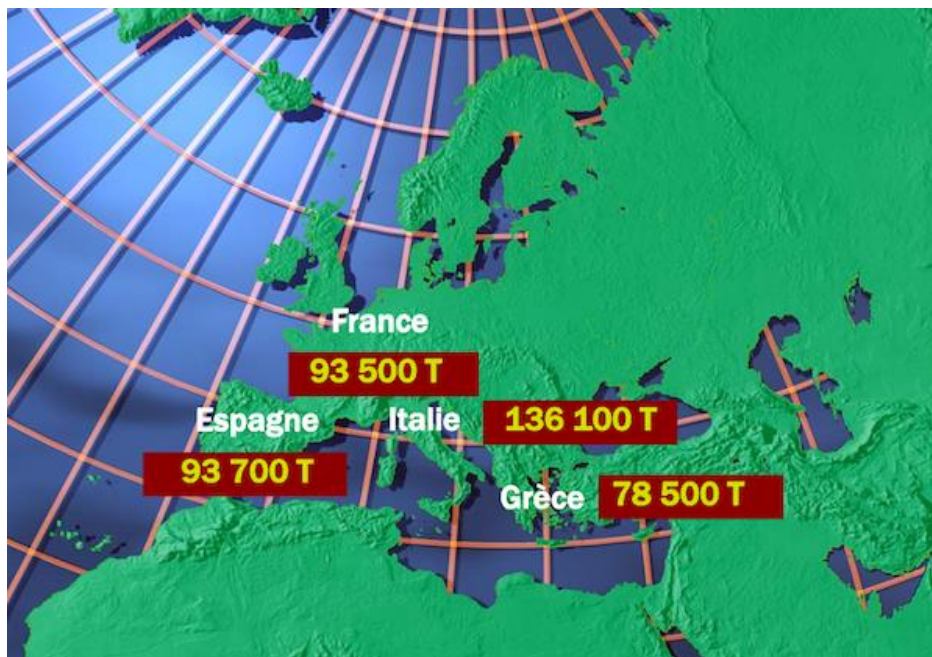 France
93 500 T
Espagne
93 700 T
Italie
136 100 T
Grèce
78 500 T